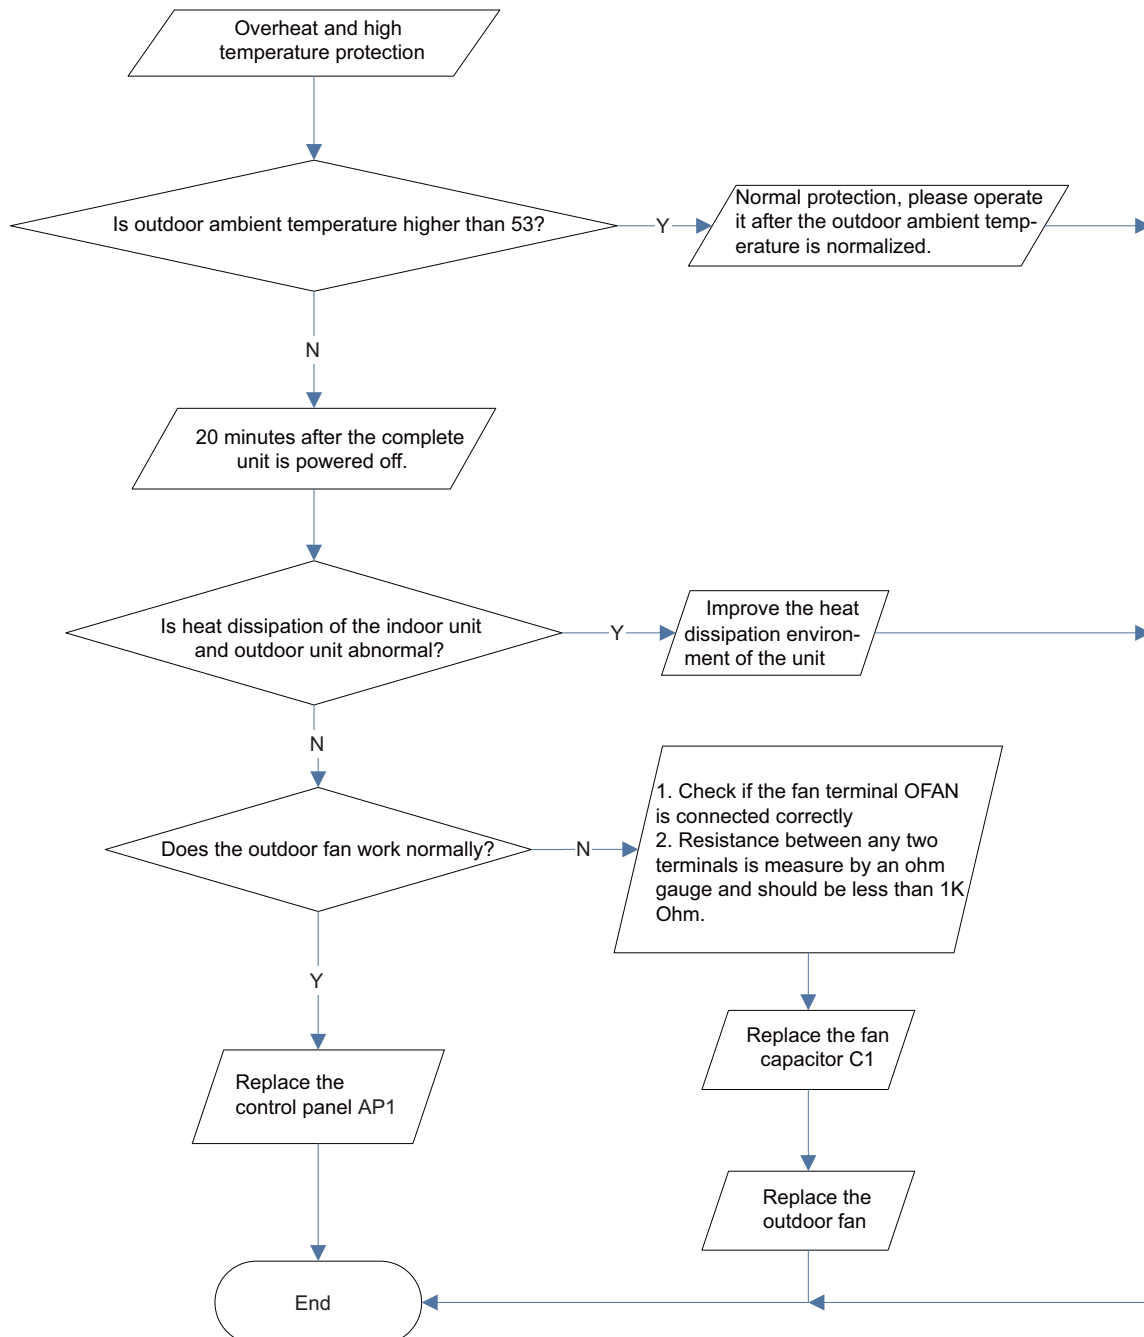 Overheat and high
temperature protection
Is outdoor ambient temperature higher than 53?
Y
Normal protection, please operate
it after the outdoor ambient temp-
erature is normalized.
N
20 minutes after the complete
unit is powered off.
Is heat dissipation of the indoor unit
and outdoor unit abnormal?
Y
Improve the heat
dissipation environ-
ment of the unit
N
Does the outdoor fan work normally?
N
1. Check if the fan terminal OFAN
is connected correctly
2. Resistance between any two
terminals is measure by an ohm
gauge and should be less than 1K
Ohm.
Y
Replace the fan
capacitor C1
Replace the
control panel AP1
Replace the
outdoor fan
End